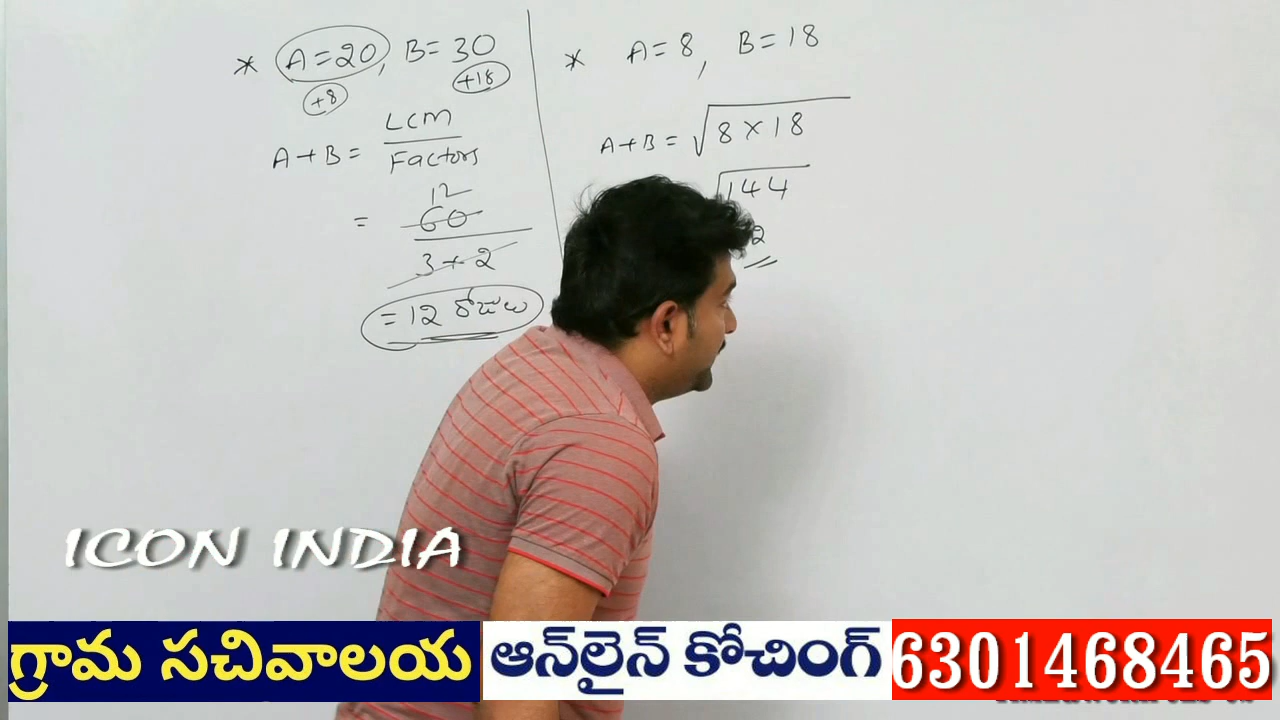 * A=20, B=30
+8 +18
A+B= LCM
Factors
12
= 60
3+2
=12 రోజులు
* A=8, B=18
A+B = √8×18
√144
2
ICON INDIA
గ్రామ సచివాలయ ఆన్‌లైన్ కోచింగ్ 6301468465